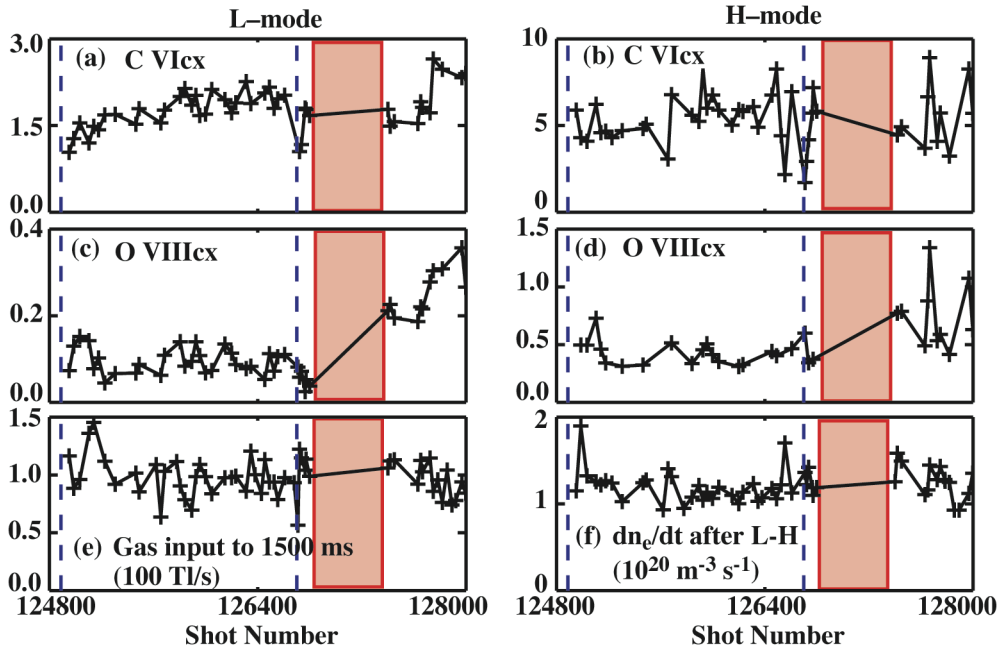 L–mode
H–mode
3.0
(a) C VIcx
1.5
0.0
10
(b) C VIcx
5
0
0.4
(c) O VIIIcx
0.2
0.0
1.5
(d) O VIIIcx
1.0
0.5
0.0
1.5
1.0
0.5
(e) Gas input to 1500 ms
(100 Tl/s)
0.0
2
1
(f) dnₑ/dt after L-H
(10²⁰ m⁻³ s⁻¹)
0
124800 126400 128000
Shot Number
124800 126400 128000
Shot Number